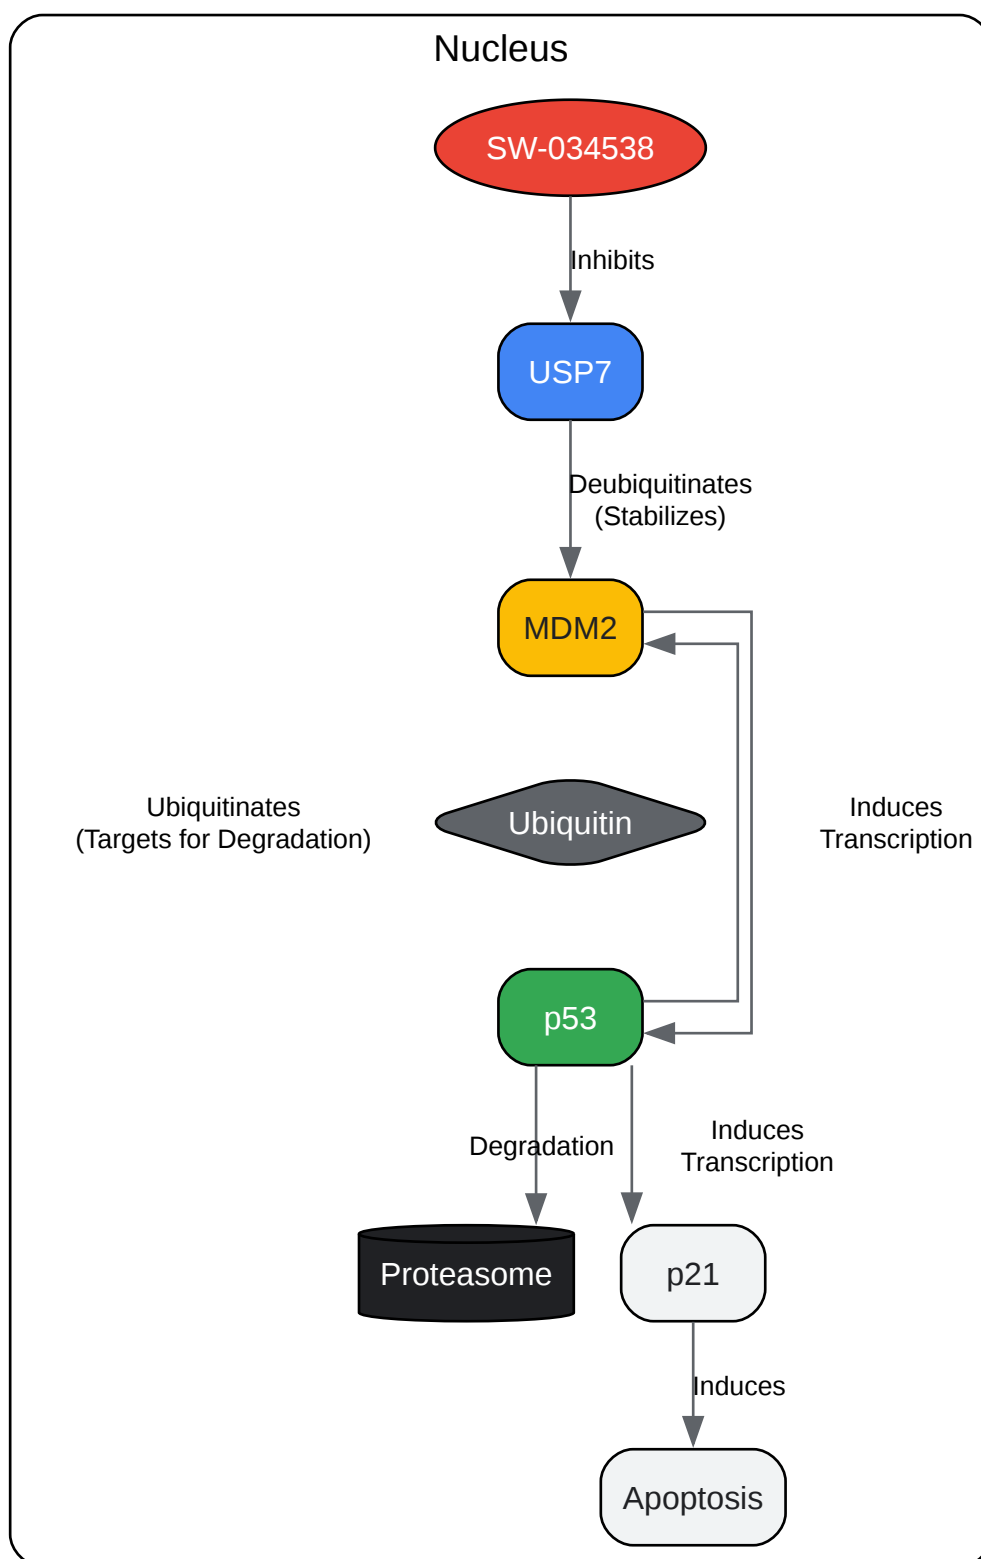 Nucleus
SW-034538
Inhibits
USP7
Deubiquitinates
(Stabilizes)
MDM2
Ubiquitinates
(Targets for Degradation)
Ubiquitin
Induces
Transcription
p53
Degradation
Induces
Transcription
Proteasome
p21
Induces
Apoptosis